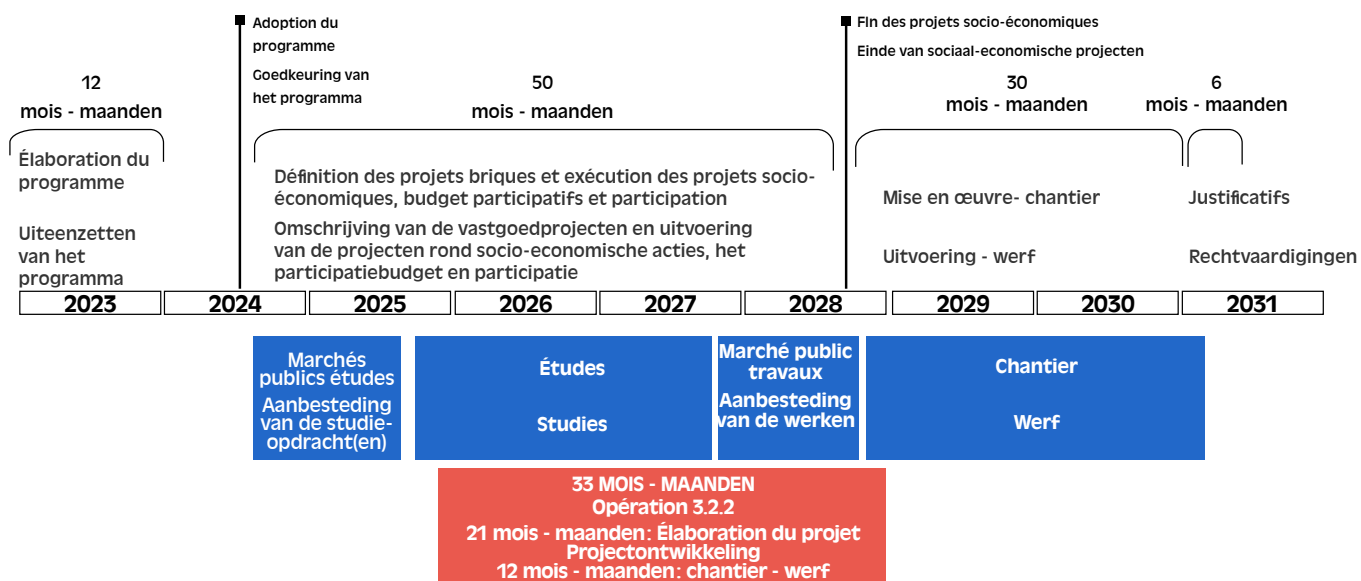 Adoption du
programme
Goedkeuring van
het programma
Fin des projets socio-économiques
Einde van sociaal-economische projecten
12
mois - maanden
50
mois - maanden
30
mois - maanden
6
mois - maanden
Élaboration du
programme
Uiteenzetten
van het
programma
Définition des projets briques et exécution des projets socio-
économiques, budget participatifs et participation
Omschrijving van de vastgoedprojecten en uitvoering
van de projecten rond socio-economische acties, het
participatiebudget en participatie
Mise en œuvre- chantier
Uitvoering - werf
Justificatifs
Rechtvaardigingen
2023 2024 2025 2026 2027 2028 2029 2030 2031
Marchés
publics études
Aanbesteding
van de studie-
opdracht(en)
Études
Studies
Marché public
travaux
Aanbesteding
van de werken
Chantier
Werf
33 MOIS - MAANDEN
Opération 3.2.2
21 mois - maanden: Élaboration du projet
Projectontwikkeling
12 mois - maanden: chantier - werf